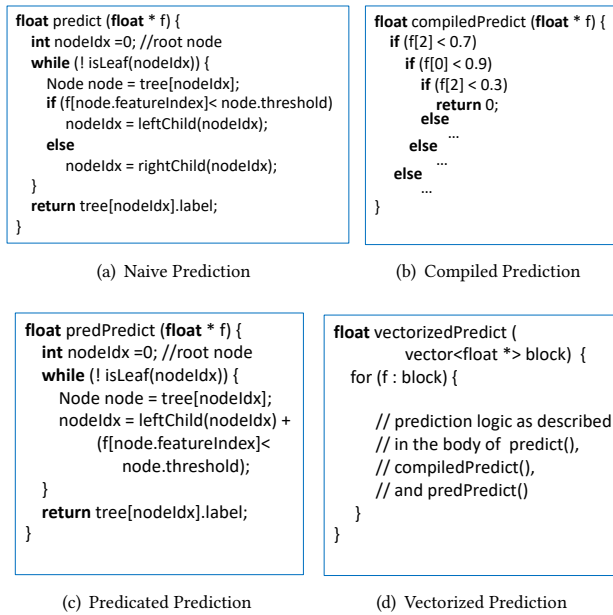 float predict (float * f) {
int nodeIdx =0; //root node
while (! isLeaf(nodeIdx)) {
Node node = tree[nodeIdx];
if (f[node.featureIndex]< node.threshold)
nodeIdx = leftChild(nodeIdx);
else
nodeIdx = rightChild(nodeIdx);
}
return tree[nodeIdx].label;
}
(a) Naive Prediction
float compiledPredict (float * f) {
if (f[2] < 0.7)
if (f[0] < 0.9)
if (f[2] < 0.3)
return 0;
else
...
else
...
else
...
}
(b) Compiled Prediction
float predPredict (float * f) {
int nodeIdx =0; //root node
while (! isLeaf(nodeIdx)) {
Node node = tree[nodeIdx];
nodeIdx = leftChild(nodeIdx) +
(f[node.featureIndex]<
node.threshold);
}
return tree[nodeIdx].label;
}
(c) Predicated Prediction
float vectorizedPredict (
vector<float *> block) {
for (f : block) {
// prediction logic as described
// in the body of predict(),
// compiledPredict(),
// and predPredict()
}
}
(d) Vectorized Prediction